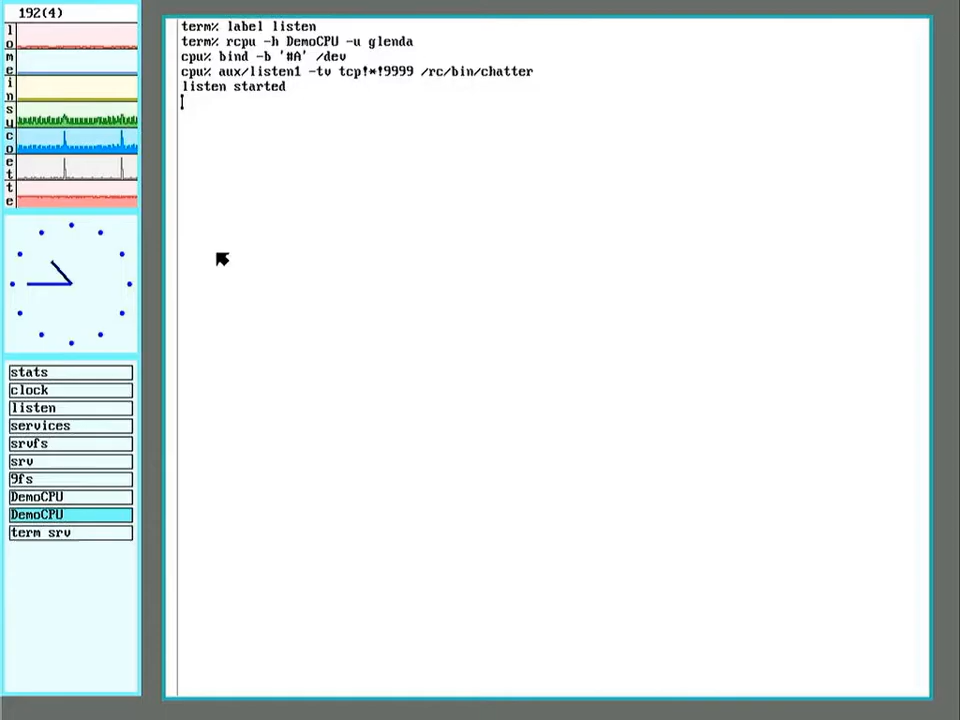 192(4)
l
o
m
e
i
n
s
u
c
o
e
t
t
e
term% label listen
term% rcpu -h DemoCPU -u glenda
cpu% bind -b '#A' /dev
cpu% aux/listen1 -tv tcp!*!9999 /rc/bin/chatter
listen started
stats
clock
listen
services
srvfs
srv
9fs
DemoCPU
DemoCPU
term srv